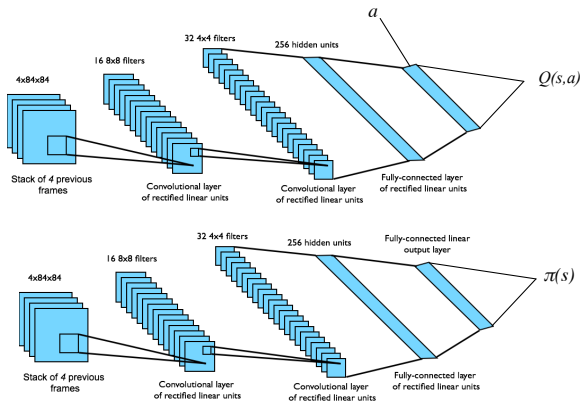 a
32 4x4 filters
256 hidden units
16 8x8 filters
4x84x84
Q(s,a)
Stack of 4 previous
frames
Convolutional layer
of rectified linear units
Convolutional layer
of rectified linear units
Fully-connected layer
of rectified linear units
32 4x4 filters
256 hidden units
Fully-connected linear
output layer
16 8x8 filters
4x84x84
π(s)
Stack of 4 previous
frames
Convolutional layer
of rectified linear units
Convolutional layer
of rectified linear units
Fully-connected layer
of rectified linear units